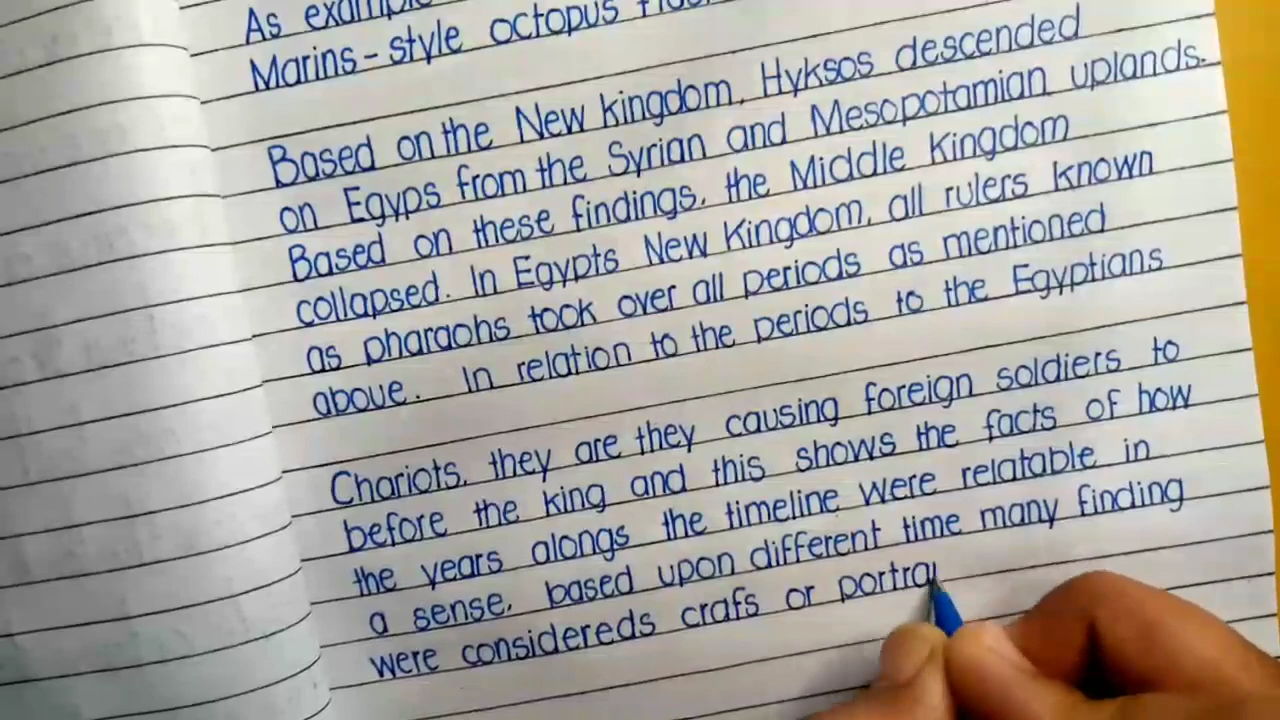 As example
Marins-style octopus
Based on the New Kingdom, Hyksos descended
on Egyps from the Syrian and Mesopotamian uplands.
Based on these findings, the Middle Kingdom
collapsed. In Egypts New Kingdom, all rulers known
as pharaohs took over all periods as mentioned
above. In relation to the periods to the Egyptians
Chariots, they are they causing foreign soldiers to
before the king and this shows the facts of how
the years alongs the timeline were relatable in
a sense, based upon different time many finding
were considereds crafs or portra